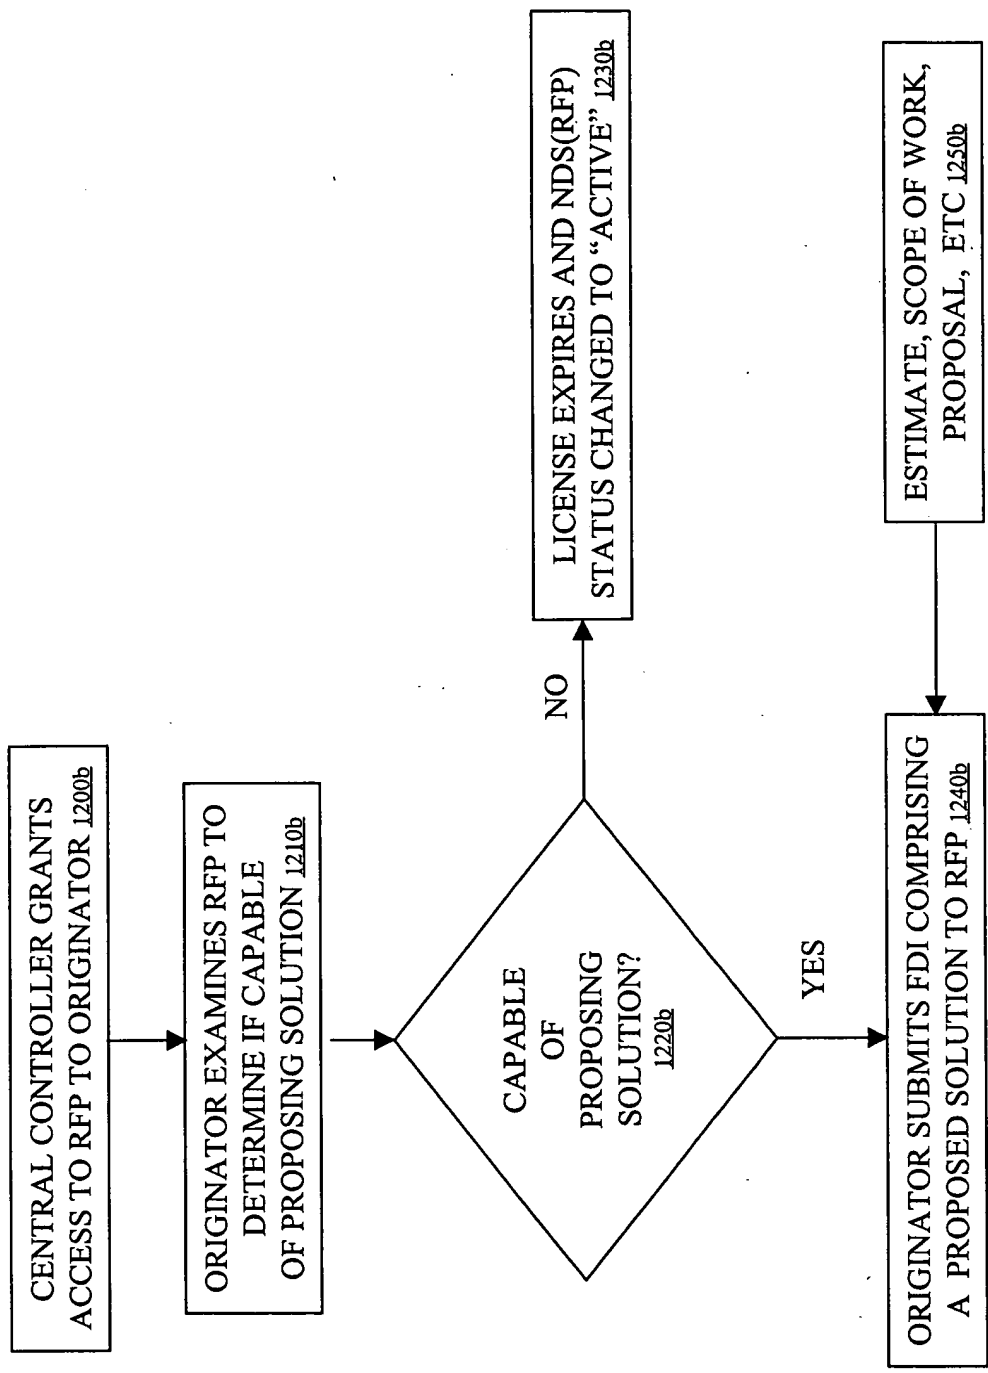 CENTRAL CONTROLLER GRANTS
ACCESS TO RFP TO ORIGINATOR 1200b
ORIGINATOR EXAMINES RFP TO
DETERMINE IF CAPABLE
OF PROPOSING SOLUTION 1210b
CAPABLE
OF
PROPOSING
SOLUTION?
1220b
NO
LICENSE EXPIRES AND NDS(RFP)
STATUS CHANGED TO “ACTIVE” 1230b
YES
ORIGINATOR SUBMITS FDI COMPRISING
A PROPOSED SOLUTION TO RFP 1240b
ESTIMATE, SCOPE OF WORK,
PROPOSAL, ETC 1250b